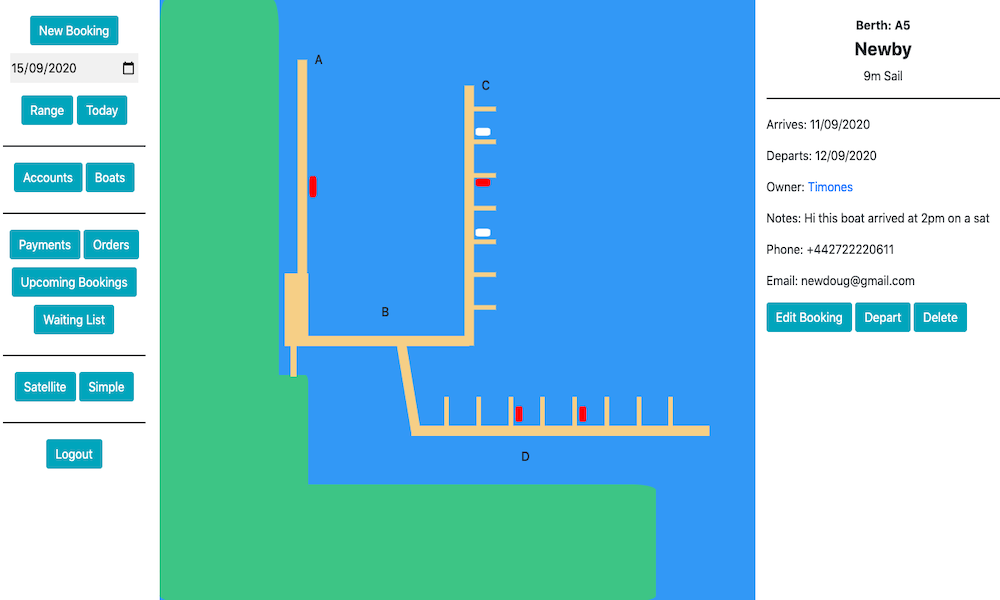 New Booking
15/09/2020
Range Today
Accounts Boats
Payments Orders
Upcoming Bookings
Waiting List
Satellite Simple
Logout
A
C
B
D
Berth: A5
Newby
9m Sail
Arrives: 11/09/2020
Departs: 12/09/2020
Owner: Timones
Notes: Hi this boat arrived at 2pm on a sat
Phone: +442722220611
Email: newdoug@gmail.com
Edit Booking Depart Delete